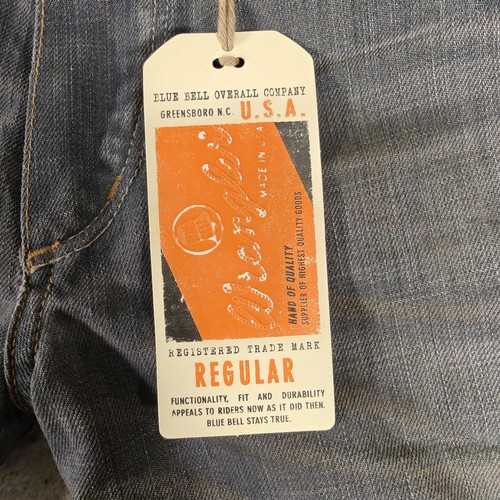 BLUE BELL OVERALL COMPANY
GREENSBORO N.C. U.S.A.
Wrangler
MADE IN U.S.A.
HAND OF QUALITY
SUPPLIER OF HIGHEST QUALITY GOODS
REGISTERED TRADE MARK
REGULAR
FUNCTIONALITY, FIT AND DURABILITY
APPEALS TO RIDERS NOW AS IT DID THEN.
BLUE BELL STAYS TRUE.